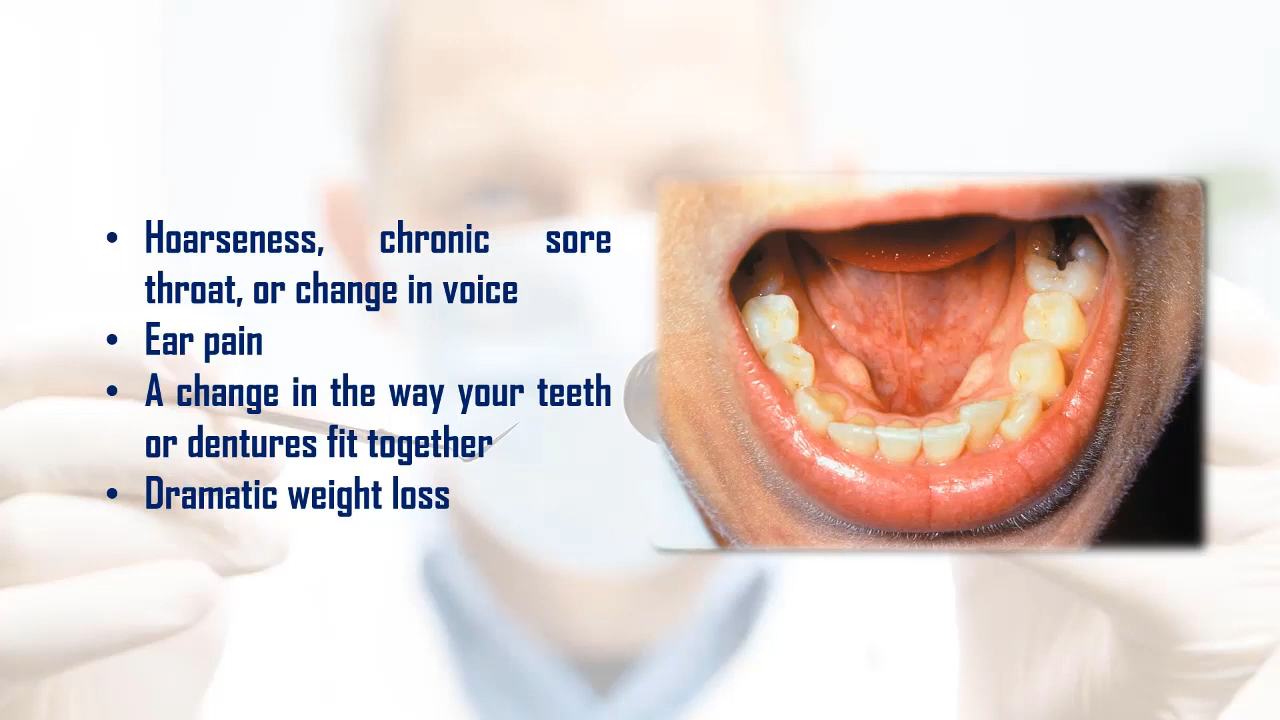 • Hoarseness, chronic sore
throat, or change in voice
• Ear pain
• A change in the way your teeth
or dentures fit together
• Dramatic weight loss